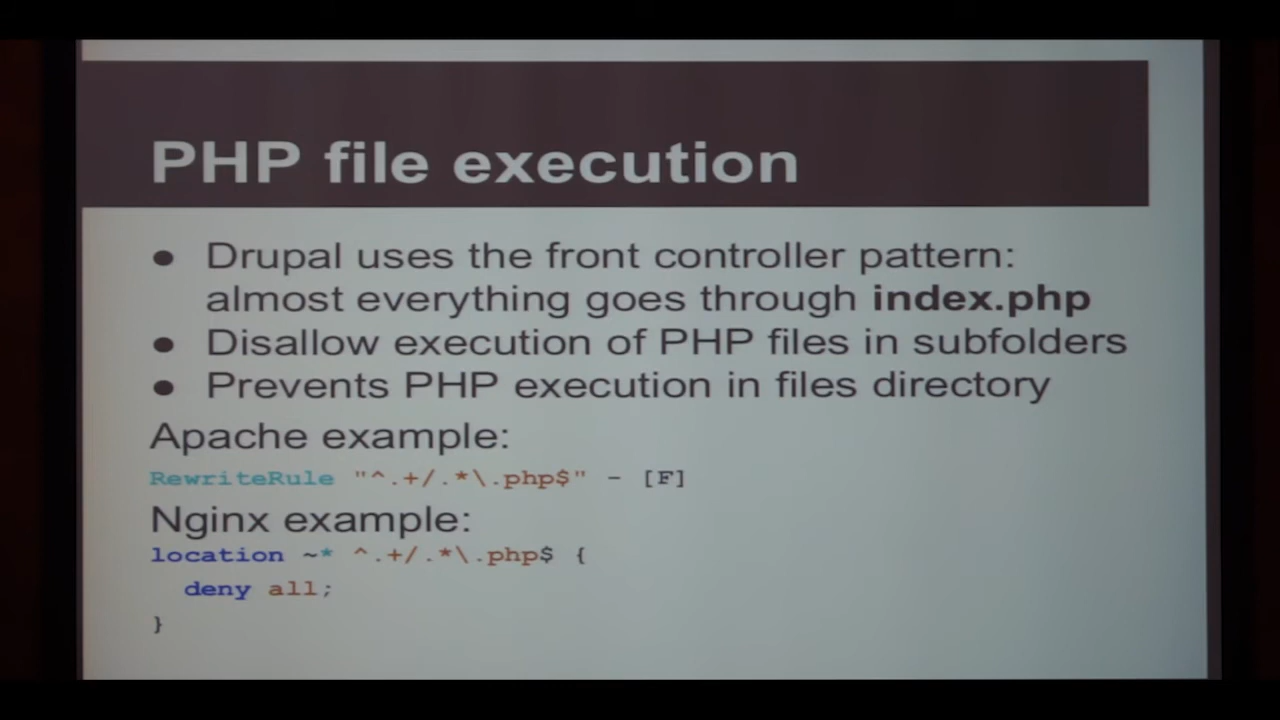 PHP file execution
● Drupal uses the front controller pattern:
almost everything goes through index.php
● Disallow execution of PHP files in subfolders
● Prevents PHP execution in files directory
Apache example:
RewriteRule "^.+/.*\.php$" - [F]
Nginx example:
location ~* ^.+/.*\.php$ {
deny all;
}